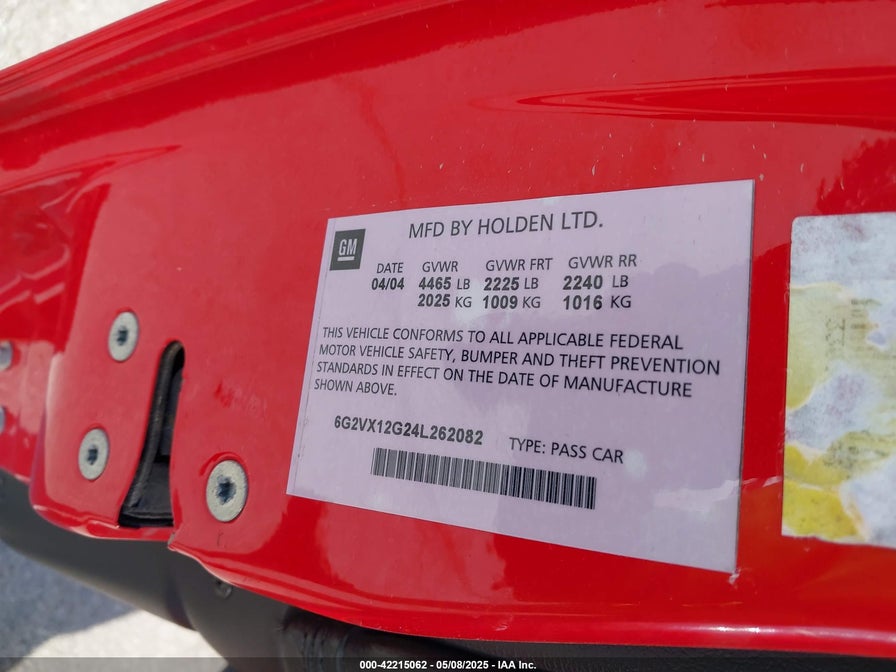 GM
MFD BY HOLDEN LTD.
DATE GVWR GVWR FRT GVWR RR
04/04 4465 LB 2225 LB 2240 LB
2025 KG 1009 KG 1016 KG
THIS VEHICLE CONFORMS TO ALL APPLICABLE FEDERAL
MOTOR VEHICLE SAFETY, BUMPER AND THEFT PREVENTION
STANDARDS IN EFFECT ON THE DATE OF MANUFACTURE
SHOWN ABOVE.
6G2VX12G24L262082 TYPE: PASS CAR
000-42215062 - 05/08/2025 - IAA Inc.